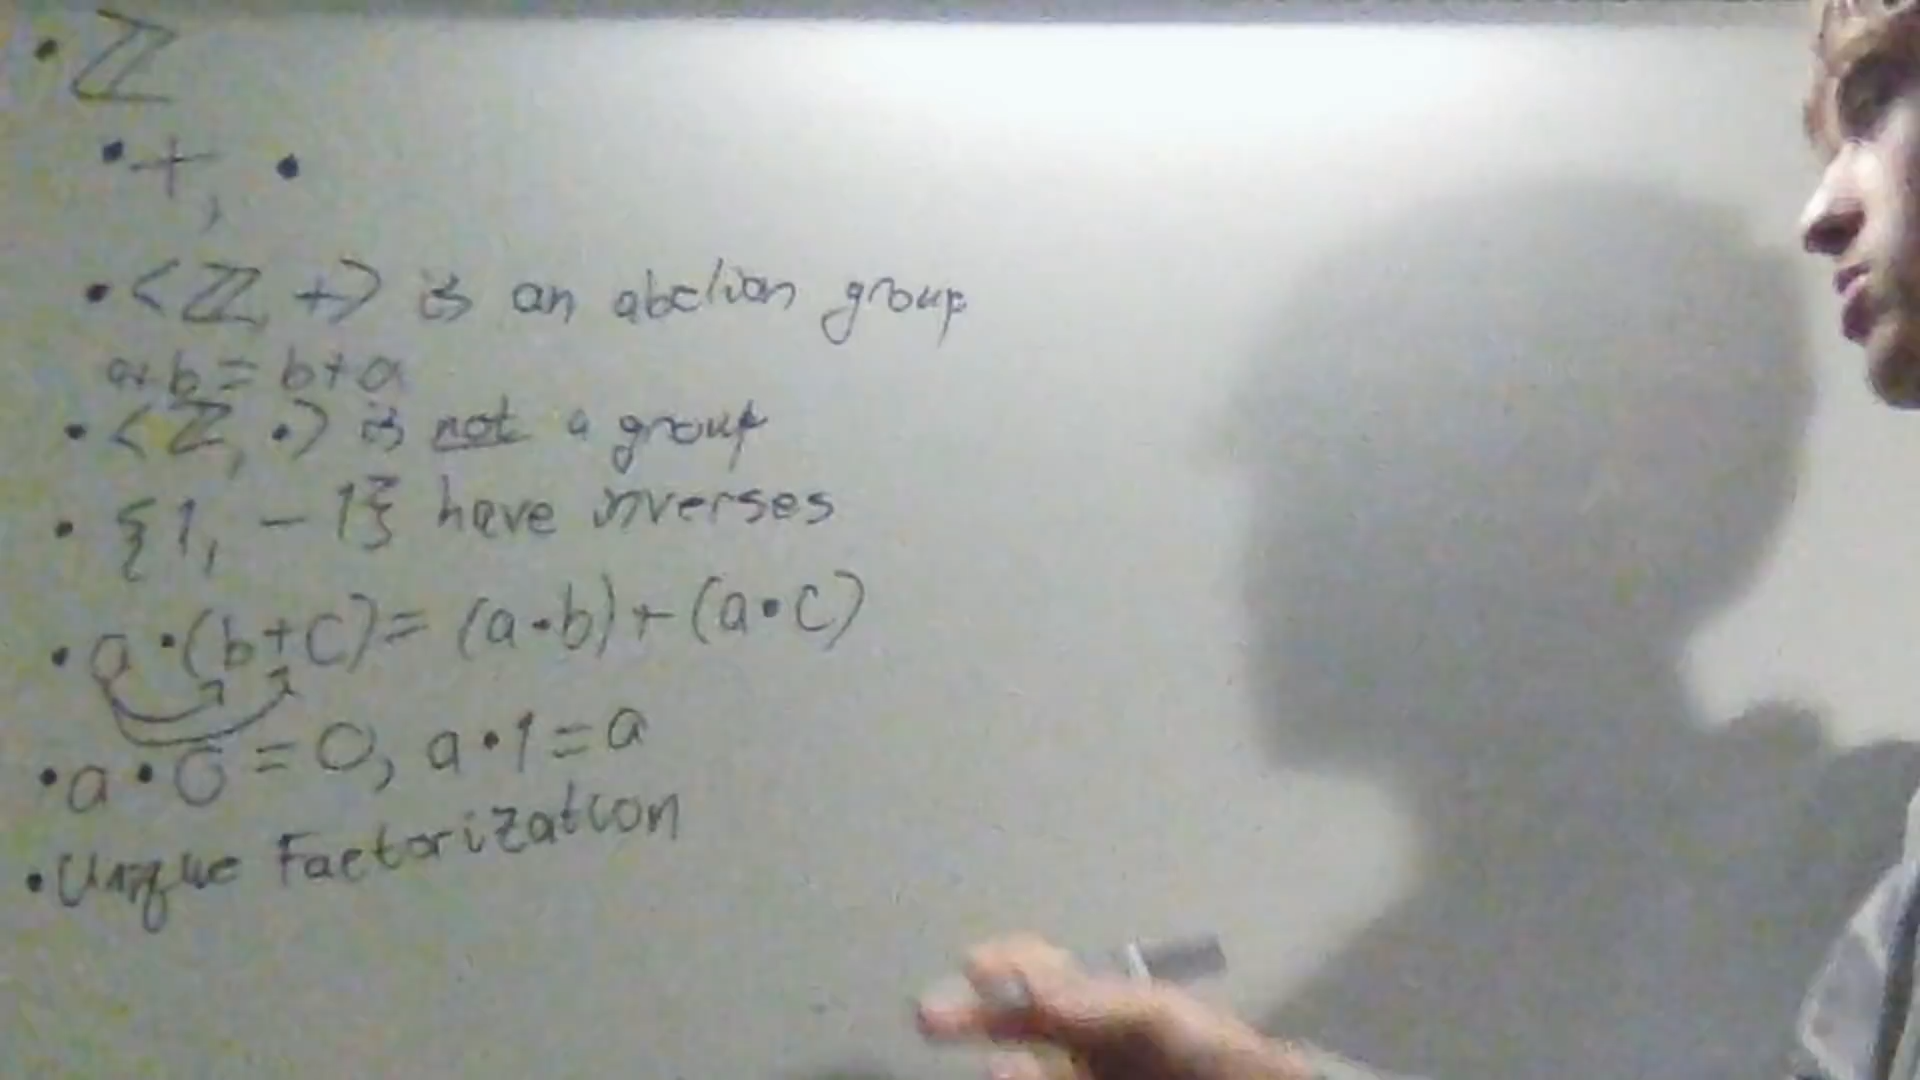 • ℤ
• +, •
• <ℤ, +> is an abelian group
a+b = b+a
• <ℤ, •> is not a group
• {1, -1} have inverses
• a•(b+c) = (a•b)+(a•c)
• a•0 = 0, a•1 = a
• Unique Factorization